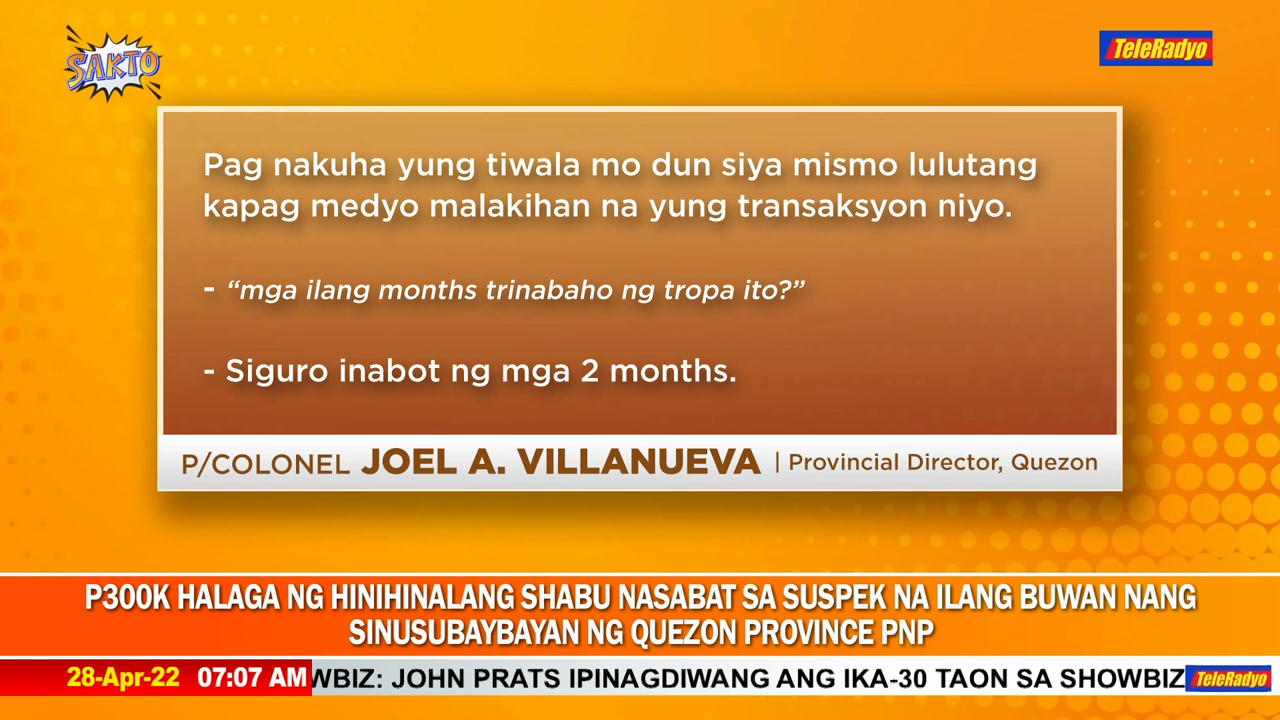 SAKTO
TeleRadyo
Pag nakuha yung tiwala mo dun siya mismo lulutang
kapag medyo malakihan na yung transaksyon niyo.
- “mga ilang months trinabaho ng tropa ito?”
- Siguro inabot ng mga 2 months.
P/COLONEL JOEL A. VILLANUEVA | Provincial Director, Quezon
P300K HALAGA NG HINIHINALANG SHABU NASABAT SA SUSPEK NA ILANG BUWAN NANG
SINUSUBAYBAYAN NG QUEZON PROVINCE PNP
28-Apr-22 07:07 AM WBIZ: JOHN PRATS IPINAGDIWANG ANG IKA-30 TAON SA SHOWBIZ TeleRadyo